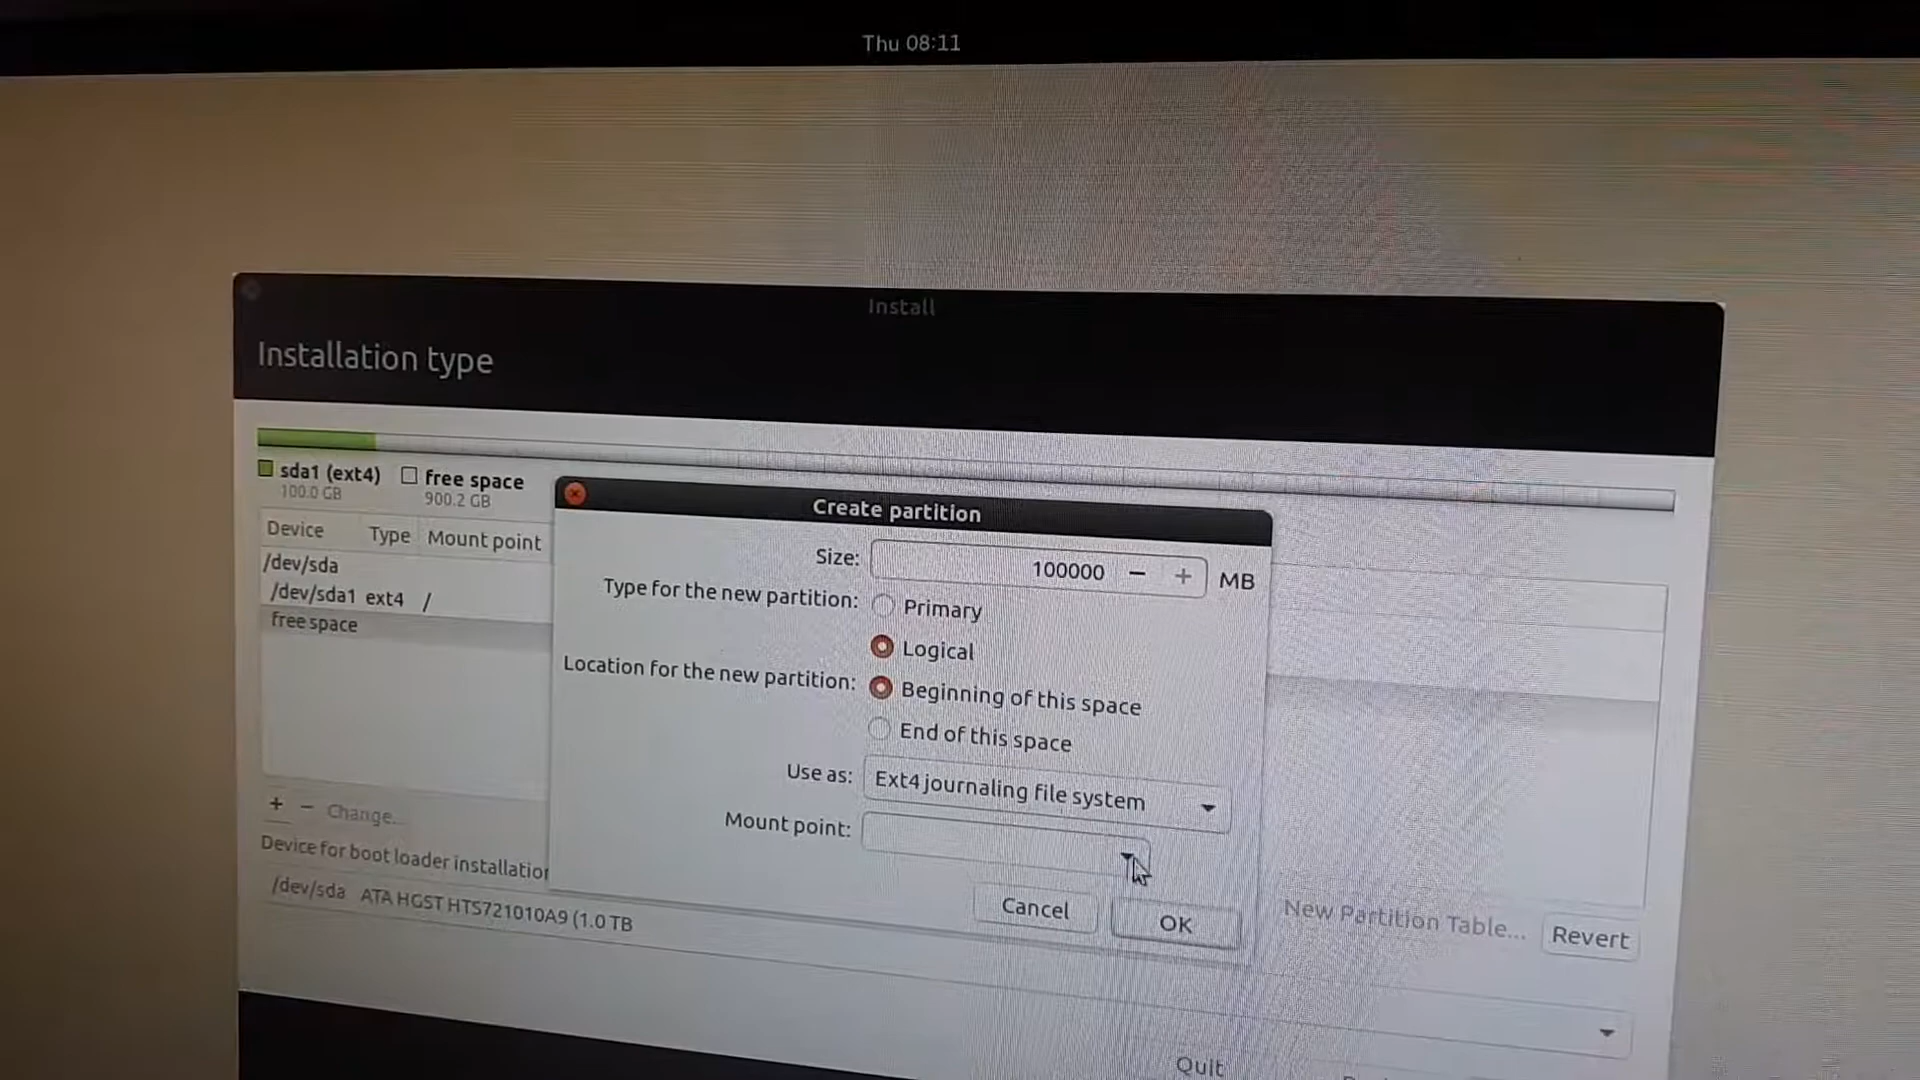 Thu 08:11
Install
Installation type
sda1 (ext4)
100.0 GB
free space
900.2 GB
Device Type Mount point
/dev/sda
/dev/sda1 ext4 /
free space
+ − Change...
Device for boot loader installation
/dev/sda ATA HGST HTS721010A9 (1.0 TB
Create partition
Size: 100000 − + MB
Type for the new partition: Primary
Logical
Location for the new partition: Beginning of this space
End of this space
Use as: Ext4 journaling file system
Mount point:
Cancel OK
New Partition Table... Revert
Quit